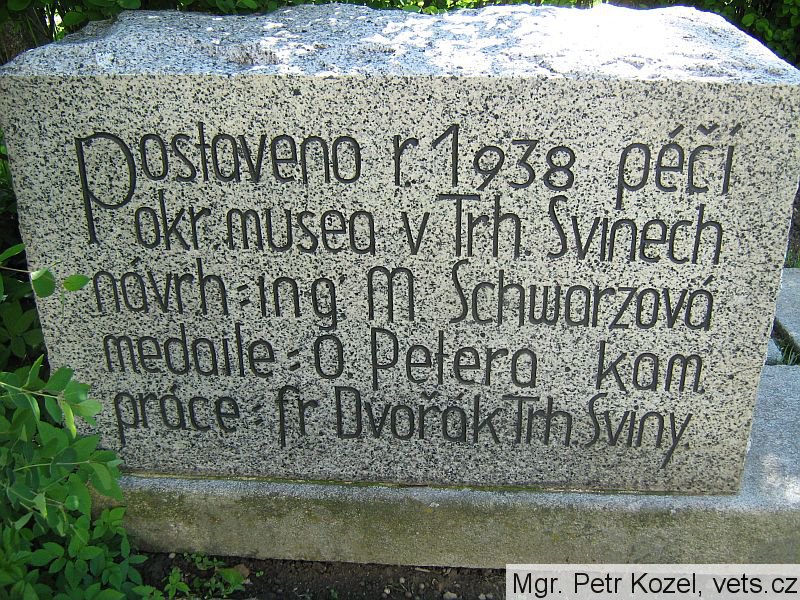 Postaveno r. 1938 péčí
okr. musea v Trh. Svinech
návrh = ing M. Schwarzová
medaile = O Petera kam.
práce = fr Dvořák Trh Sviny.
Mgr. Petr Kozel, vets.cz